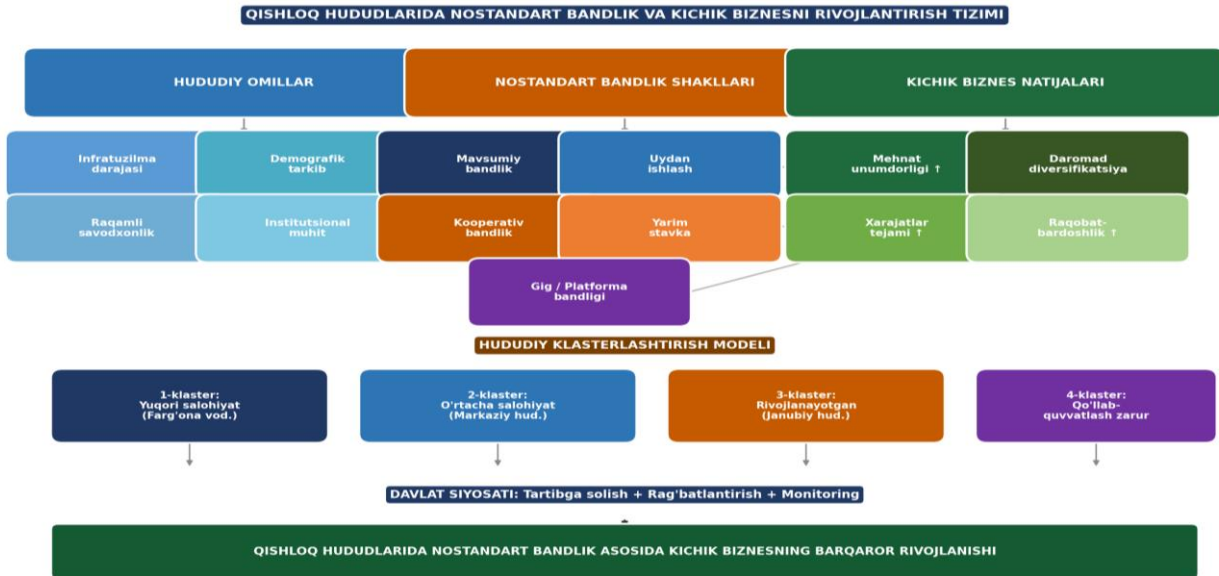 QISHLOQ HUDUDLARIDA NOSTANDART BANDLIK VA KICHIK BIZNESNI RIVOJLANTIRISH TIZIMI
HUDUDIY OMILLAR
NOSTANDART BANDLIK SHAKLLARI
KICHIK BIZNES NATIJALARI
Infratuzilma
darajasi
Demografik
tarkib
Mavsumiy
bandlik
Uydan
ishlash
Mehnat
unumdorligi ↑
Daromad
diversifikatsiya
Raqamli
savodxonlik
Institutsional
muhit
Kooperativ
bandlik
Yarim
stavka
Xarajatlar
tejami ↑
Raqobat-
bardoshlik ↑
Gig / Platforma
bandligi
HUDUDIY KLASTERLASHTIRISH MODELI
1-klaster:
Yuqori salohiyat
(Farg'ona vod.)
2-klaster:
O'rtacha salohiyat
(Markaziy hud.)
3-klaster:
Rivojlanayotgan
(Janubiy hud.)
4-klaster:
Qo'llab-
quvvatlash zarur
DAVLAT SIYOSATI: Tartibga solish + Rag'batlantirish + Monitoring
QISHLOQ HUDUDLARIDA NOSTANDART BANDLIK ASOSIDA KICHIK BIZNESNING BARQAROR RIVOJLANISHI